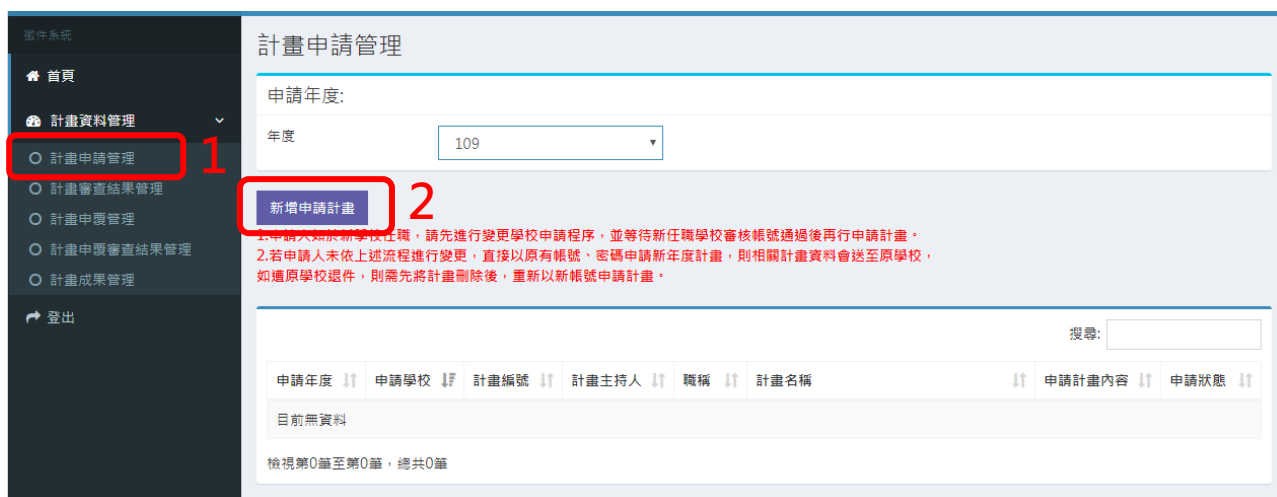 徵件系統
首頁
計畫資料管理
計畫申請管理
1
計畫審查結果管理
計畫申覆管理
計畫申覆審查結果管理
計畫成果管理
登出
計畫申請管理
申請年度:
年度
109
新增申請計畫
2
1.申請人如於新學校任職，請先進行變更學校申請程序，並等待新任職學校審核帳號通過後再行申請計畫。
2.若申請人未依上述流程進行變更，直接以原有帳號、密碼申請新年度計畫，則相關計畫資料會送至原學校，
如遭原學校退件，則需先將計畫刪除後，重新以新帳號申請計畫。
搜尋:
申請年度 申請學校 計畫編號 計畫主持人 職稱 計畫名稱 申請計畫內容 申請狀態
目前無資料
檢視第0筆至第0筆，總共0筆